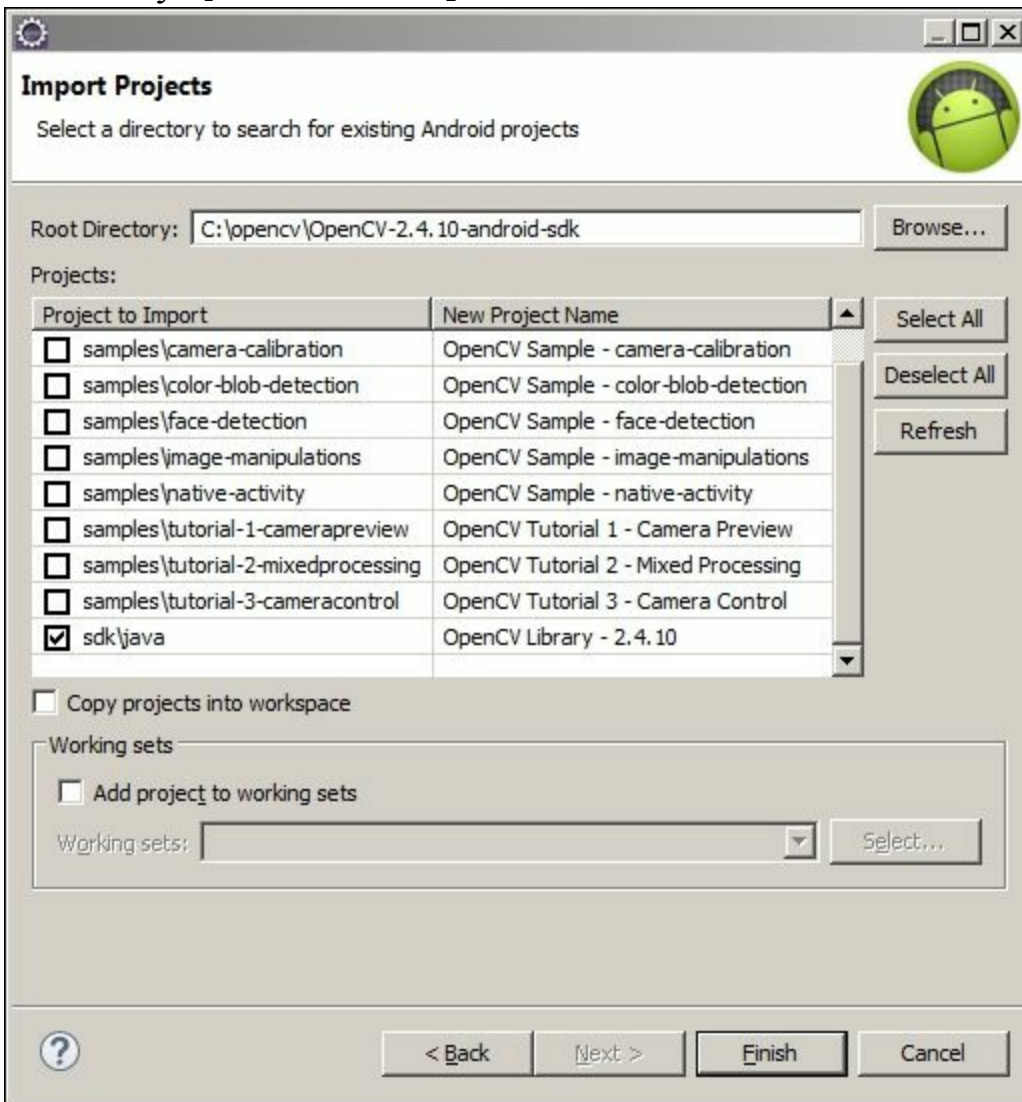 Import Projects
Select a directory to search for existing Android projects
Root Directory: C:\opencv\OpenCV-2.4.10-android-sdk Browse...
Projects:
Project to Import New Project Name Select All
samples\camera-calibration OpenCV Sample - camera-calibration
samples\color-blob-detection OpenCV Sample - color-blob-detection Deselect All
samples\face-detection OpenCV Sample - face-detection Refresh
samples\image-manipulations OpenCV Sample - image-manipulations
samples\native-activity OpenCV Sample - native-activity
samples\tutorial-1-camerapreview OpenCV Tutorial 1 - Camera Preview
samples\tutorial-2-mixedprocessing OpenCV Tutorial 2 - Mixed Processing
samples\tutorial-3-cameracontrol OpenCV Tutorial 3 - Camera Control
sdk\java OpenCV Library - 2.4.10
Copy projects into workspace
Working sets
Add project to working sets
Working sets: Select...
? < Back Next > Finish Cancel